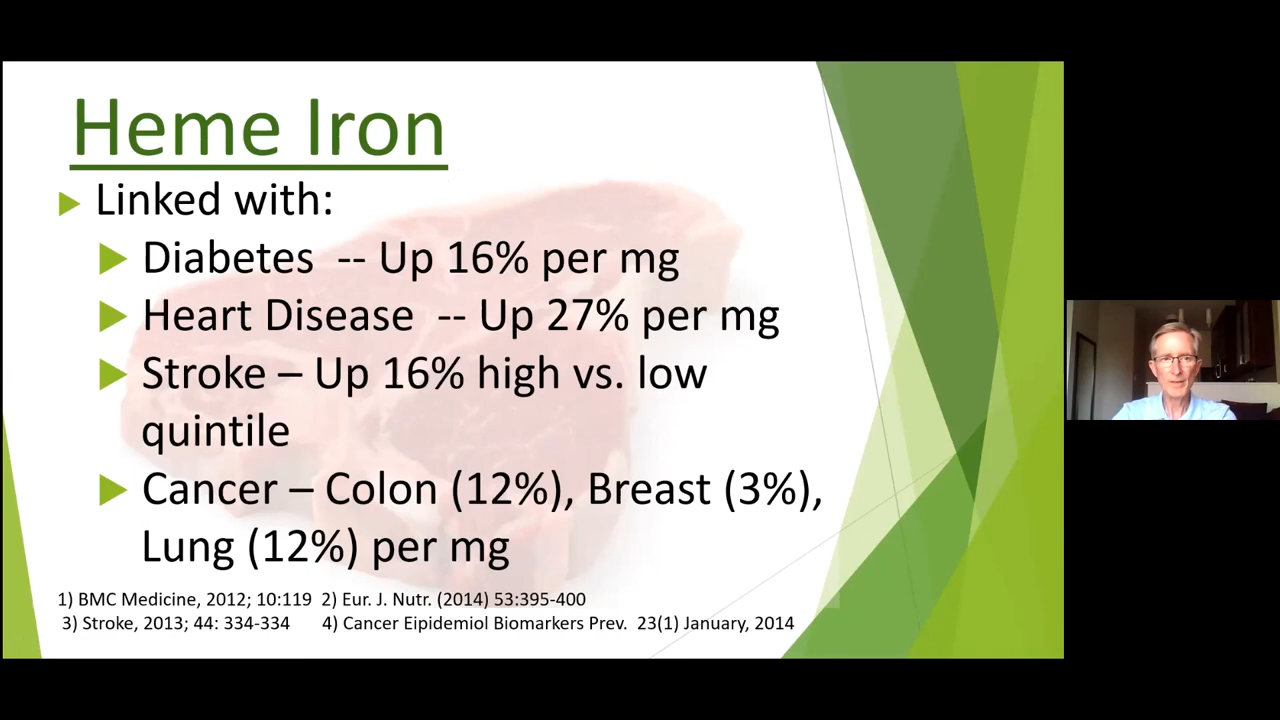 Heme Iron
Linked with:
Diabetes -- Up 16% per mg
Heart Disease -- Up 27% per mg
Stroke – Up 16% high vs. low
quintile
Cancer – Colon (12%), Breast (3%),
Lung (12%) per mg
1) BMC Medicine, 2012; 10:119 2) Eur. J. Nutr. (2014) 53:395-400
3) Stroke, 2013; 44: 334-334 4) Cancer Eipidemiol Biomarkers Prev. 23(1) January, 2014